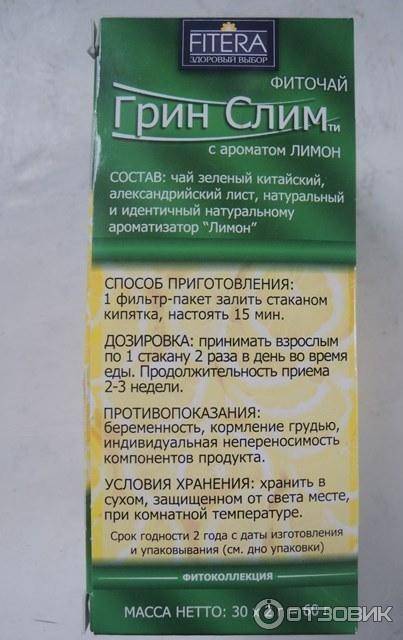 FITERA
ЗДОРОВЫЙ ВЫБОР
ФИТОЧАЙ
Грин Слим ТМ
с ароматом ЛИМОН
СОСТАВ: чай зеленый китайский,
александрийский лист, натуральный
и идентичный натуральному
ароматизатор "Лимон"
СПОСОБ ПРИГОТОВЛЕНИЯ:
1 фильтр-пакет залить стаканом
кипятка, настоять 15 мин.
ДОЗИРОВКА: принимать взрослым
по 1 стакану 2 раза в день во время
еды. Продолжительность приема
2-3 недели.
ПРОТИВОПОКАЗАНИЯ:
беременность, кормление грудью,
индивидуальная непереносимость
компонентов продукта.
УСЛОВИЯ ХРАНЕНИЯ: хранить в
сухом, защищенном от света месте,
при комнатной температуре.
Срок годности 2 года с даты изготовления
и упаковывания (см. дно упаковки)
ФИТОКОЛЛЕКЦИЯ
МАССА НЕТТО: 30 x 2 г = 60 г
ОТЗОВИК